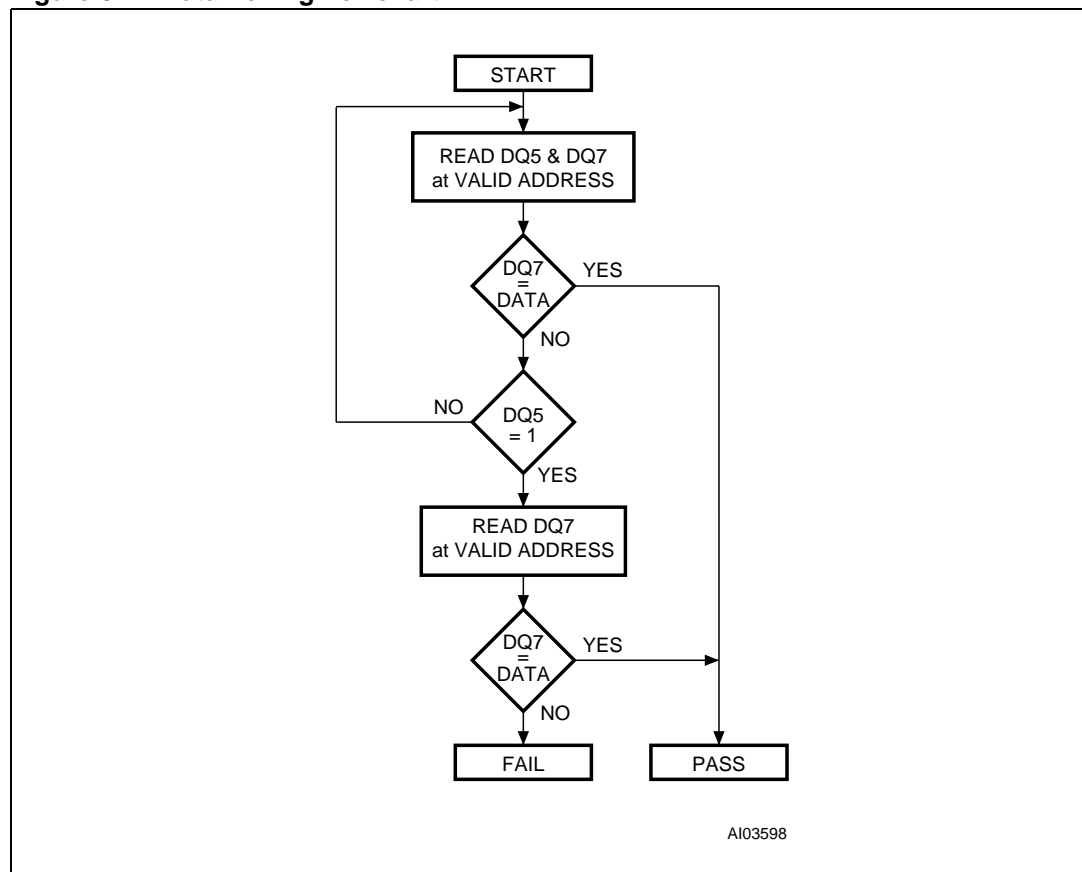 START
READ DQ5 & DQ7
at VALID ADDRESS
DQ7
=
DATA
YES
NO
NO
DQ5
= 1
YES
READ DQ7
at VALID ADDRESS
DQ7
=
DATA
YES
NO
FAIL
PASS
AI03598